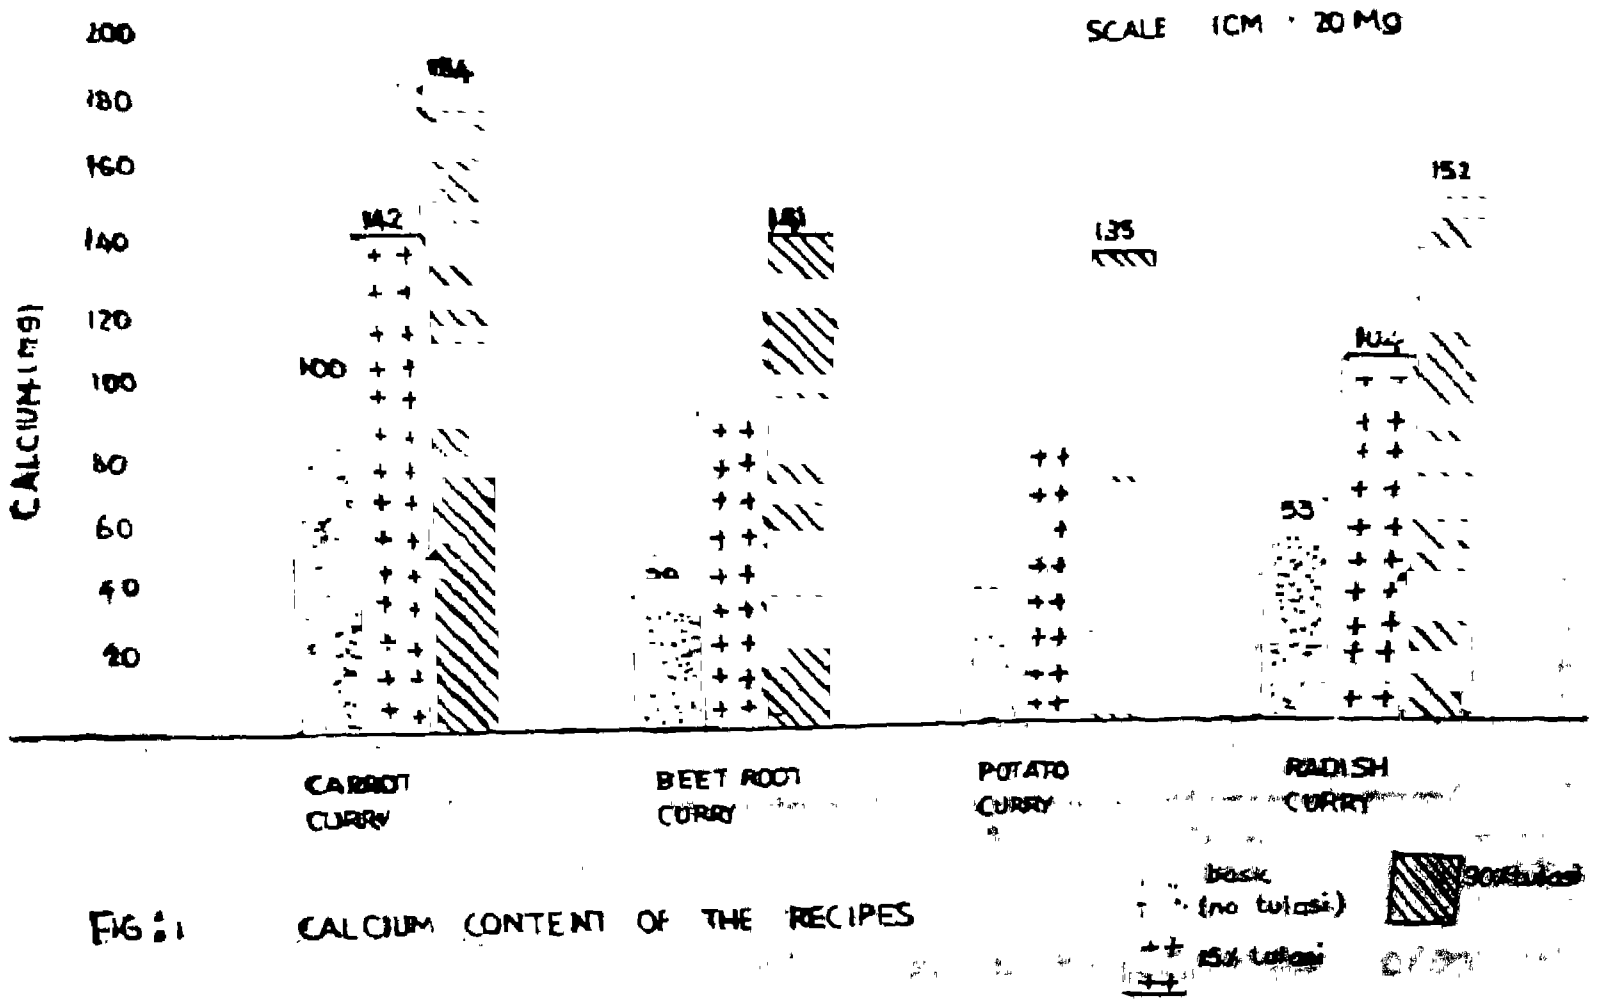 SCALE 1CM · 20 Mg
CALCIUM (mg)
200
180
160
140
120
100
80
60
40
20
100
142
184
141
135
53
104
152
CARROT
CURRY
BEET ROOT
CURRY
POTATO
CURRY
RADISH
CURRY
basic
(no tulasi)
15% tulasi
30% tulasi
FIG : 1 CALCIUM CONTENT OF THE RECIPES